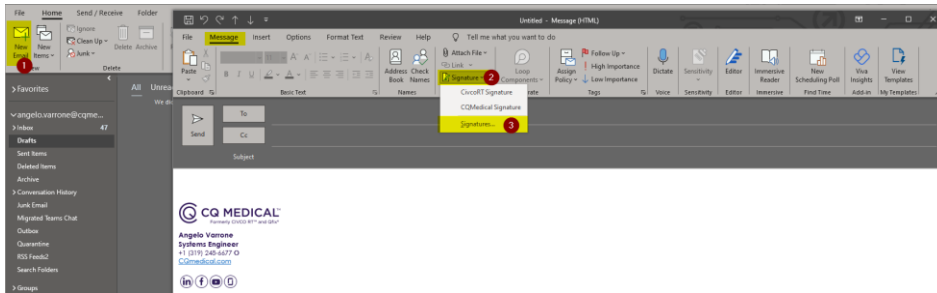 File Home Send / Receive Folder
New Email
New Items
Ignore
Clean Up
Junk
Delete Archive
Delete
1
Favorites
All Unrea
angelo.varrone@cqme...
Inbox 47
Drafts
Sent Items
Deleted Items
Archive
Conversation History
Junk Email
Migrated Teams Chat
Outbox
Quarantine
RSS Feeds2
Search Folders
Groups
Untitled - Message (HTML)
File Message Insert Options Format Text Review Help Tell me what you want to do
Paste
Clipboard
B I U
Basic Text
Address Book
Check Names
Names
Attach File
Link
Signature 2
CivcoRT Signature
CQMedical Signature
Signatures... 3
Loop Components
Assign Policy
Follow Up
High Importance
Low Importance
Tags
Dictate
Voice
Sensitivity
Sensitivity
Editor
Editor
Immersive Reader
Immersive
New Scheduling Poll
Find Time
Viva Insights
Add-in
View Templates
My Templates
Send
To
Cc
Subject
CQ MEDICAL™
Formerly CIVCO RT® and Qfix®
Angelo Varrone
Systems Engineer
+1 (319) 248-6677 O
CQmedical.com